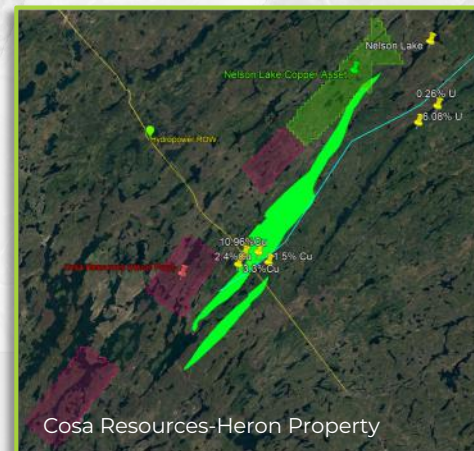 Nelson Lake
Nelson Lake Copper Asset
0.26% U
6.08% U
Hydropower ROW
10.96% Cu
2.4% Cu
1.5% Cu
3.3%Cu
Cosa Resources-Heron Property